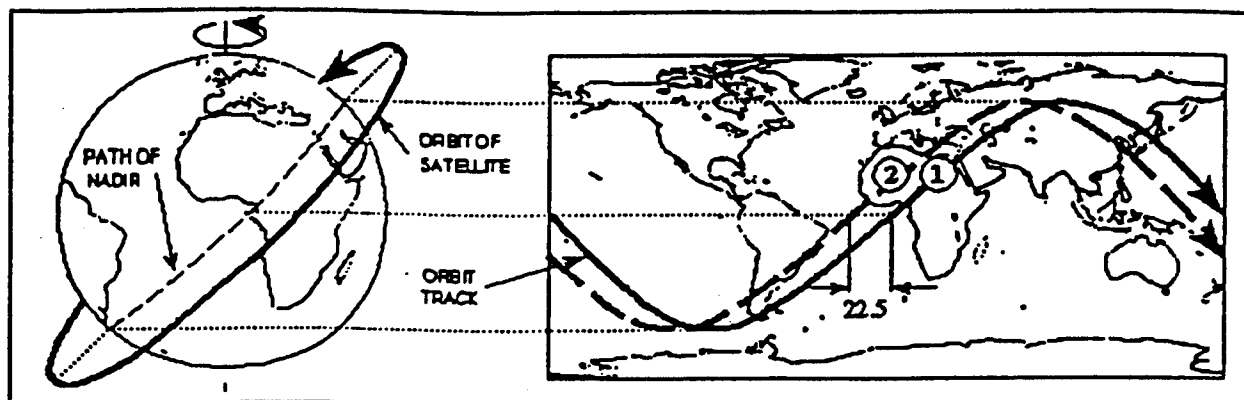 PATH OF
NADIR
ORBIT OF
SATELLITE
ORBIT
TRACK
2
1
22.5